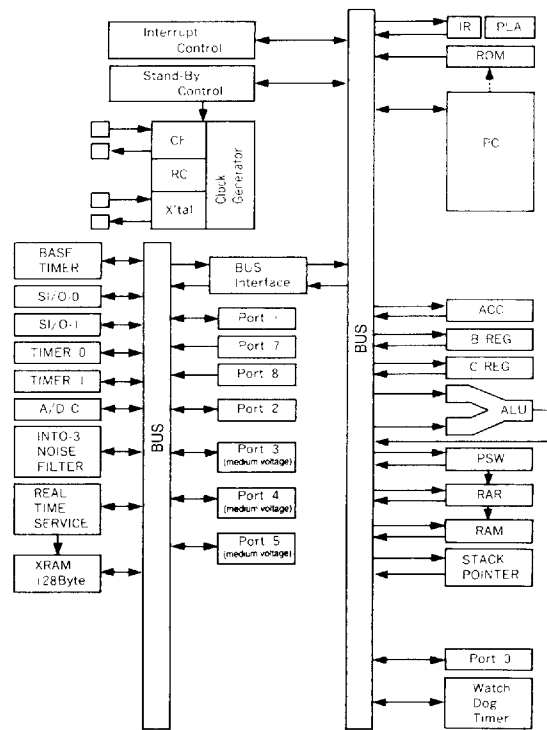 Interrupt
Control
Stand-By
Control
CF
RC
X'tal
Clock
Generator
BASE
TIMER
SI/O-0
SI/O-1
TIMER 0
TIMER 1
A/D C
INT0-3
NOISE
FILTER
REAL
TIME
SERVICE
XRAM
128Byte
BUS
BUS
Interface
Port 1
Port 7
Port 8
Port 2
Port 3
(medium voltage)
Port 4
(medium voltage)
Port 5
(medium voltage)
BUS
IR
PLA
ROM
PC
ACC
B REG
C REG
ALU
PSW
RAR
RAM
STACK
POINTER
Port 0
Watch
Dog
Timer